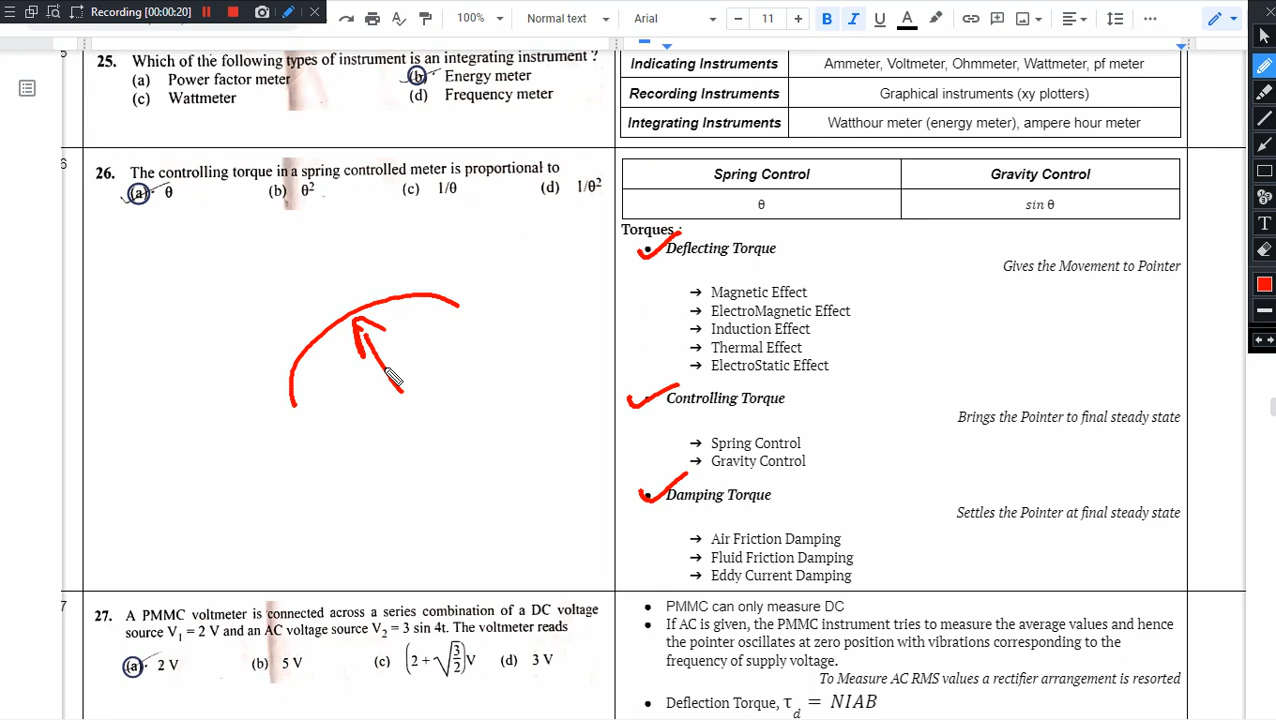 Recording [00:00:20]
100%
Normal text
Arial
11
B
I
U
A
T
5
25. Which of the following types of instrument is an integrating instrument ?
(a) Power factor meter
(b) Energy meter
(c) Wattmeter
(d) Frequency meter
Indicating Instruments
Ammeter, Voltmeter, Ohmmeter, Wattmeter, pf meter
Recording Instruments
Graphical instruments (xy plotters)
Integrating Instruments
Watthour meter (energy meter), ampere hour meter
6
26. The controlling torque in a spring controlled meter is proportional to
(a) θ
(b) θ²
(c) 1/θ
(d) 1/θ²
Spring Control
Gravity Control
θ
sin θ
Torques :
● Deflecting Torque
Gives the Movement to Pointer
➔ Magnetic Effect
➔ ElectroMagnetic Effect
➔ Induction Effect
➔ Thermal Effect
➔ ElectroStatic Effect
Controlling Torque
Brings the Pointer to final steady state
➔ Spring Control
➔ Gravity Control
● Damping Torque
Settles the Pointer at final steady state
➔ Air Friction Damping
➔ Fluid Friction Damping
➔ Eddy Current Damping
7
27. A PMMC voltmeter is connected across a series combination of a DC voltage
source V₁ = 2 V and an AC voltage source V₂ = 3 sin 4t. The voltmeter reads
(a) 2 V
(b) 5 V
(c) (2 + √(3/2)) V
(d) 3 V
● PMMC can only measure DC
● If AC is given, the PMMC instrument tries to measure the average values and hence
the pointer oscillates at zero position with vibrations corresponding to the
frequency of supply voltage.
To Measure AC RMS values a rectifier arrangement is resorted
● Deflection Torque, τd = NIAB